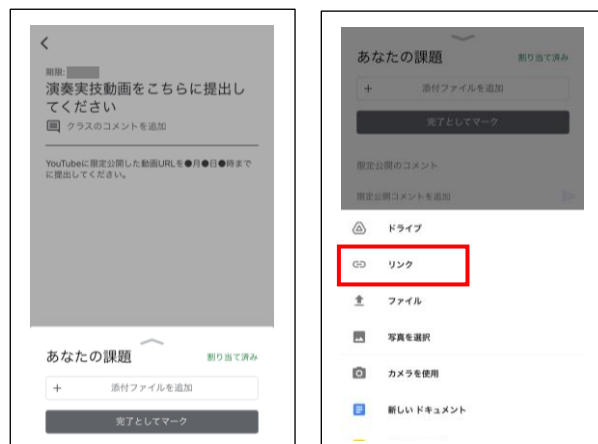 期限:
演奏実技動画をこちらに提出し
てください
クラスのコメントを追加
YouTubeに限定公開した動画URLを●月●日●時まで
に提出してください。
あなたの課題
割り当て済み
+ 添付ファイルを追加
完了としてマーク
あなたの課題
割り当て済み
+ 添付ファイルを追加
完了としてマーク
限定公開のコメント
限定公開コメントを追加
ドライブ
リンク
ファイル
写真を選択
カメラを使用
新しい ドキュメント